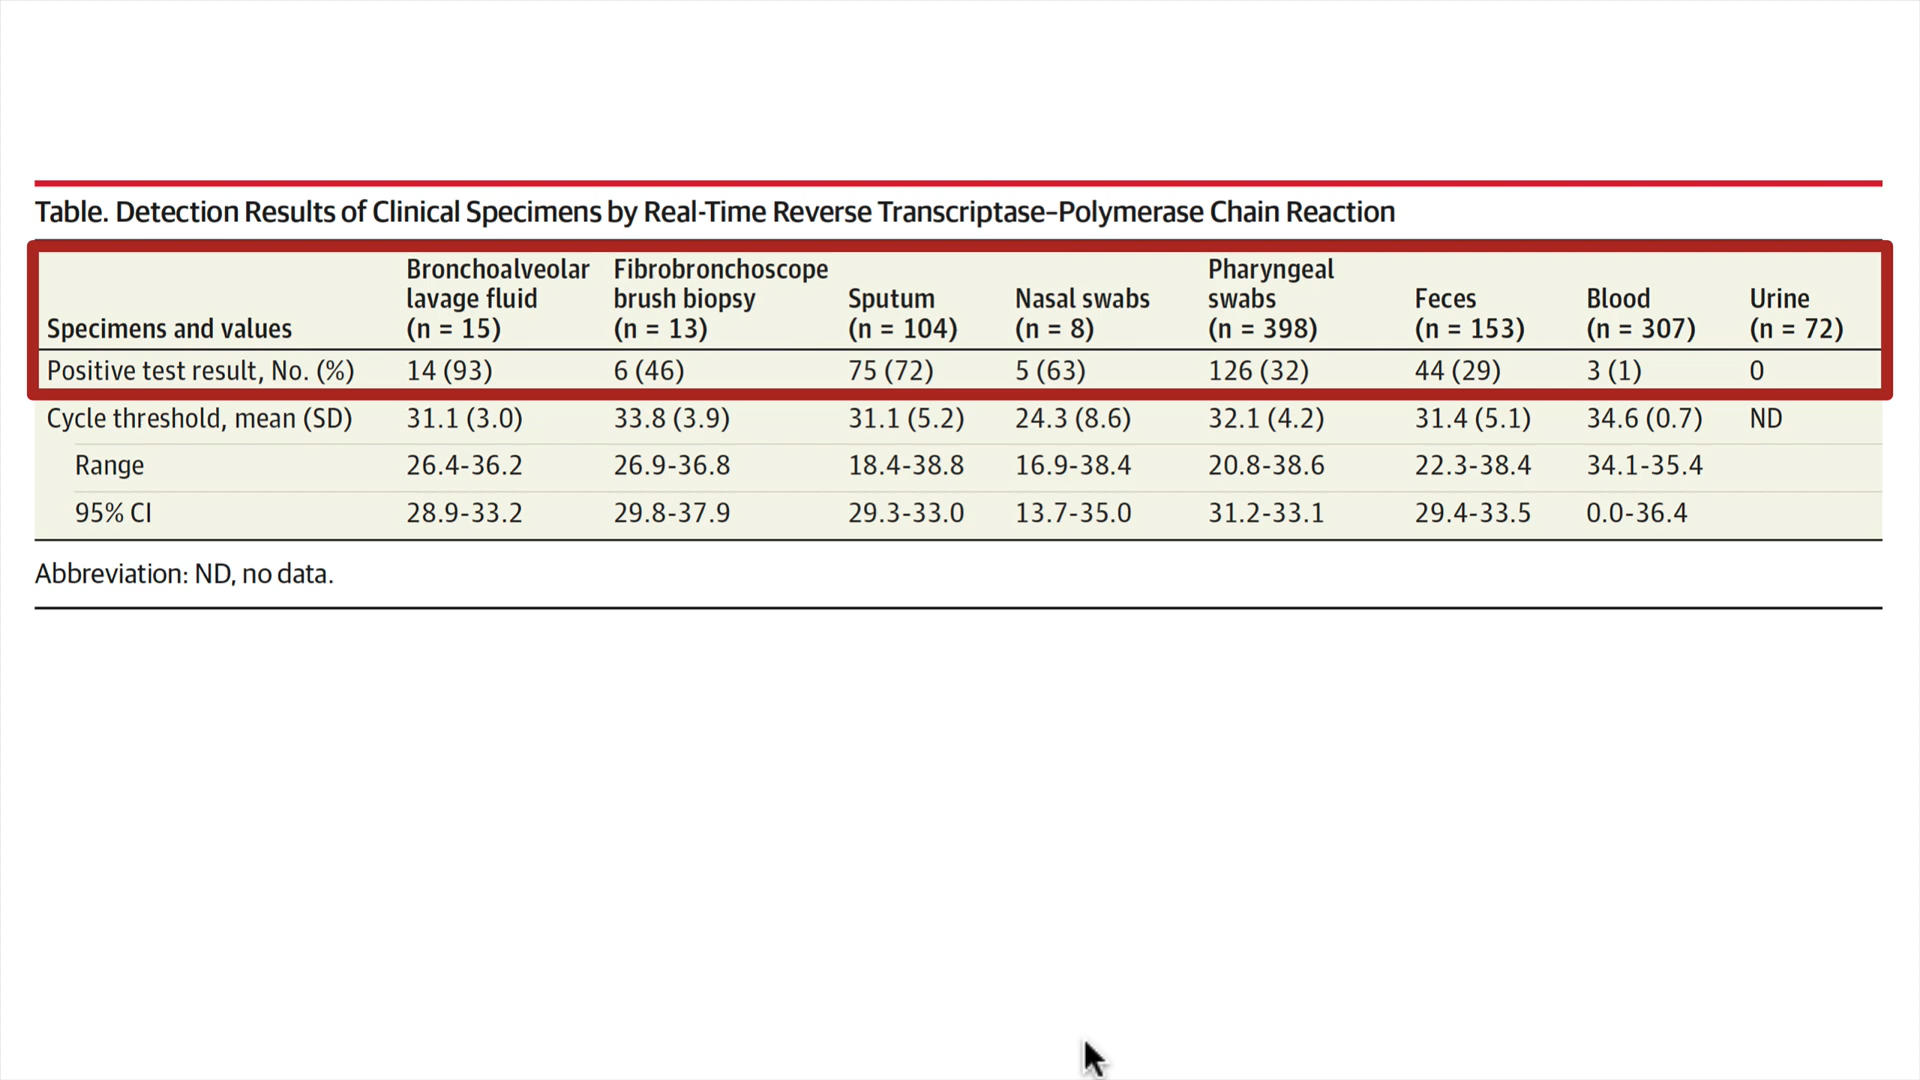 Table. Detection Results of Clinical Specimens by Real-Time Reverse Transcriptase–Polymerase Chain Reaction
Specimens and values Bronchoalveolar lavage fluid (n = 15) Fibrobronchoscope brush biopsy (n = 13) Sputum (n = 104) Nasal swabs (n = 8) Pharyngeal swabs (n = 398) Feces (n = 153) Blood (n = 307) Urine (n = 72)
Positive test result, No. (%) 14 (93) 6 (46) 75 (72) 5 (63) 126 (32) 44 (29) 3 (1) 0
Cycle threshold, mean (SD) 31.1 (3.0) 33.8 (3.9) 31.1 (5.2) 24.3 (8.6) 32.1 (4.2) 31.4 (5.1) 34.6 (0.7) ND
Range 26.4-36.2 26.9-36.8 18.4-38.8 16.9-38.4 20.8-38.6 22.3-38.4 34.1-35.4
95% CI 28.9-33.2 29.8-37.9 29.3-33.0 13.7-35.0 31.2-33.1 29.4-33.5 0.0-36.4
Abbreviation: ND, no data.